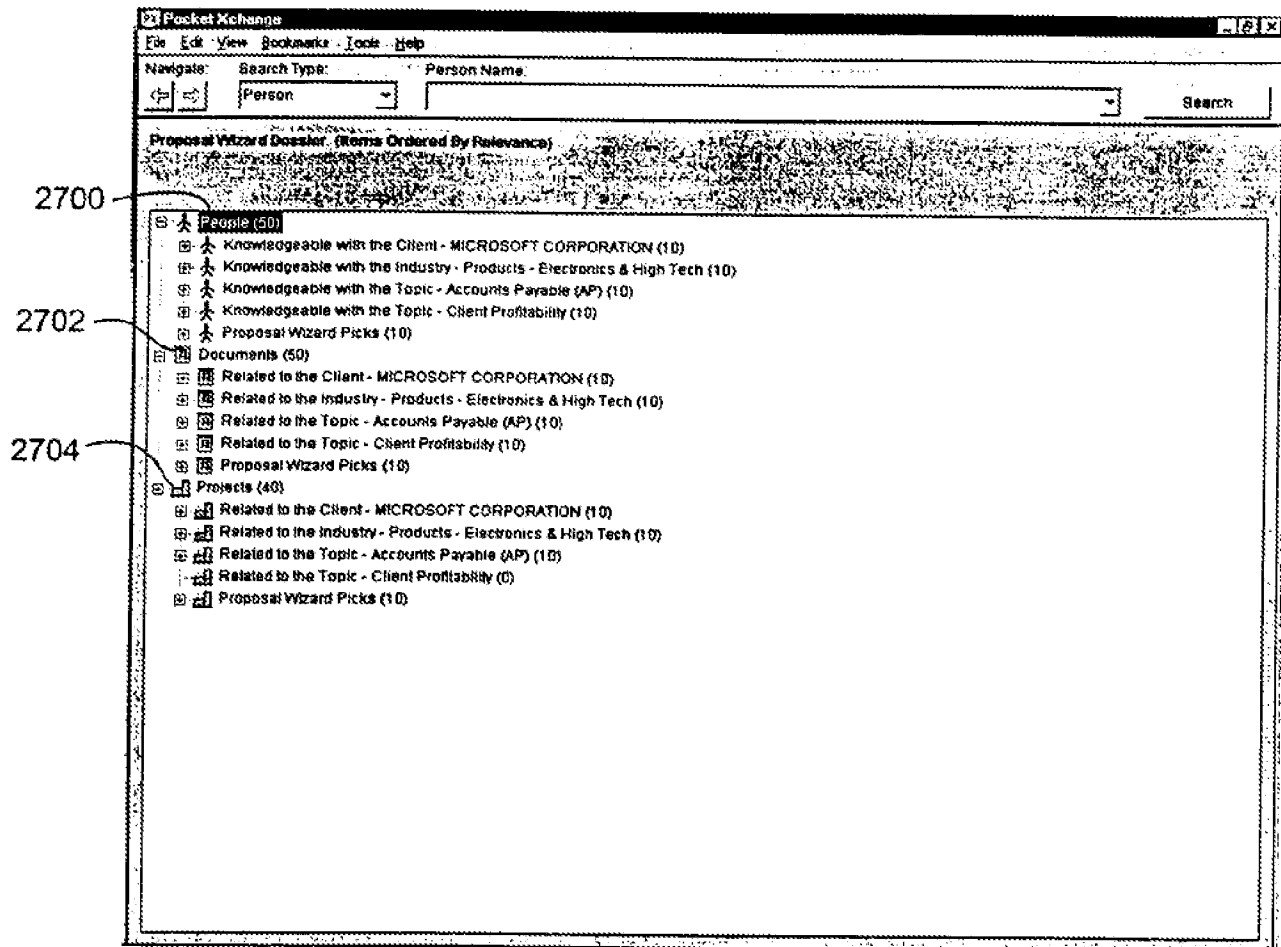 Pocket Xchange
File Edit View Bookmarks Tools Help
Navigate: Search Type: Person Name:
Person Search
Proposal Wizard Dossier. (Items Ordered By Relevance)
2700
People (50)
Knowledgeable with the Client - MICROSOFT CORPORATION (10)
Knowledgeable with the Industry - Products - Electronics & High Tech (10)
Knowledgeable with the Topic - Accounts Payable (AP) (10)
Knowledgeable with the Topic - Client Profitability (10)
Proposal Wizard Picks (10)
2702
Documents (50)
Related to the Client - MICROSOFT CORPORATION (10)
Related to the Industry - Products - Electronics & High Tech (10)
Related to the Topic - Accounts Payable (AP) (10)
Related to the Topic - Client Profitability (10)
Proposal Wizard Picks (10)
2704
Projects (40)
Related to the Client - MICROSOFT CORPORATION (10)
Related to the Industry - Products - Electronics & High Tech (10)
Related to the Topic - Accounts Payable (AP) (10)
Related to the Topic - Client Profitability (0)
Proposal Wizard Picks (10)